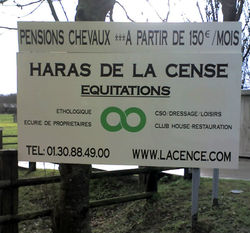 PENSIONS CHEVAUX *** A PARTIR DE 150€/MOIS
HARAS DE LA CENSE
EQUITATIONS
ETHOLOGIQUE
ECURIE DE PROPRIETAIRES
CSO/DRESSAGE/LOISIRS
CLUB HOUSE-RESTAURATION
TEL: 01.30.88.49.00
WWW.LACENCE.COM